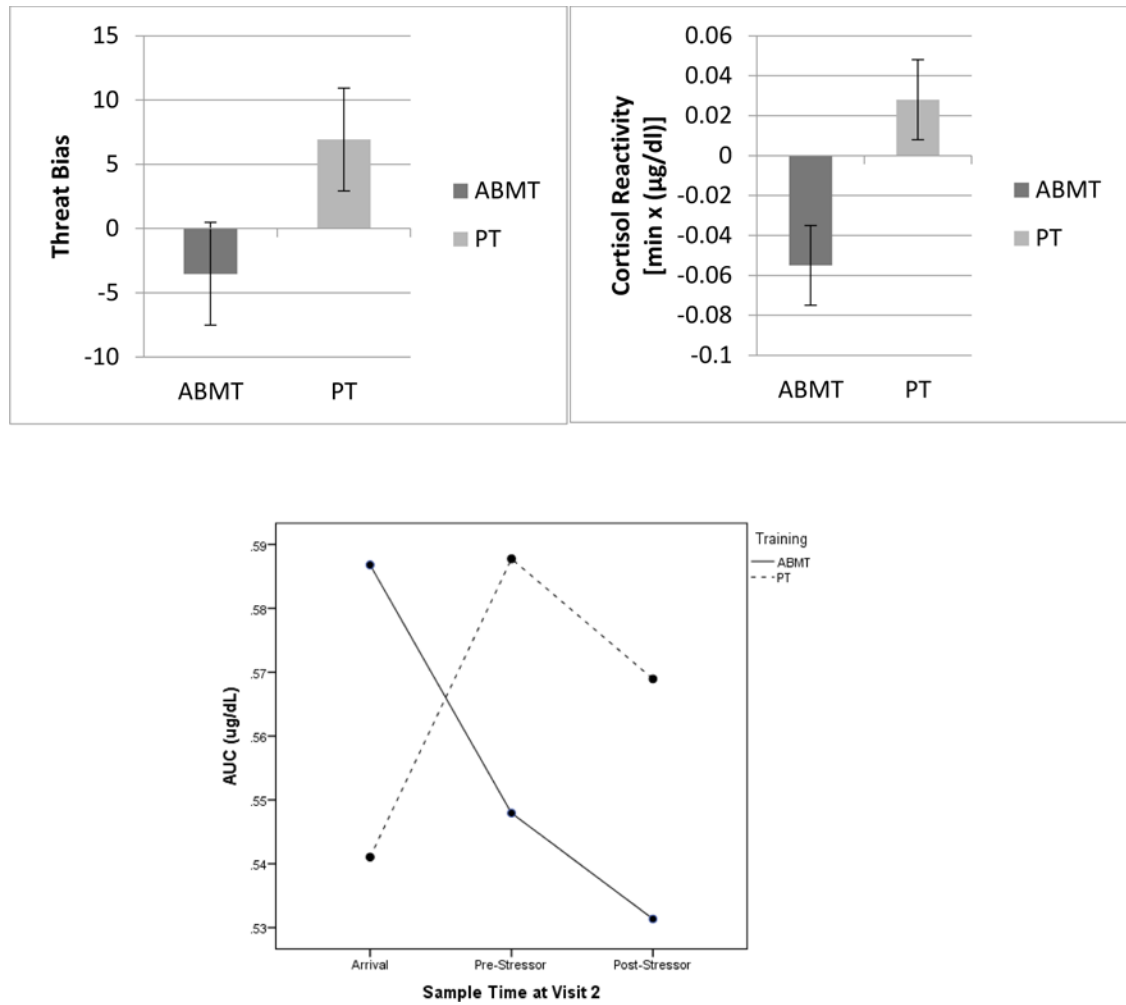 15
10
5
0
-5
-10
Threat Bias
ABMT
PT
ABMT
PT
0.06
0.04
0.02
0
-0.02
-0.04
-0.06
-0.08
-0.1
Cortisol Reactivity
[min x (µg/dl)]
ABMT
PT
ABMT
PT
.59
.58
.57
.56
.55
.54
.53
AUC (ug/dL)
Arrival
Pre-Stressor
Post-Stressor
Sample Time at Visit 2
Training
ABMT
PT